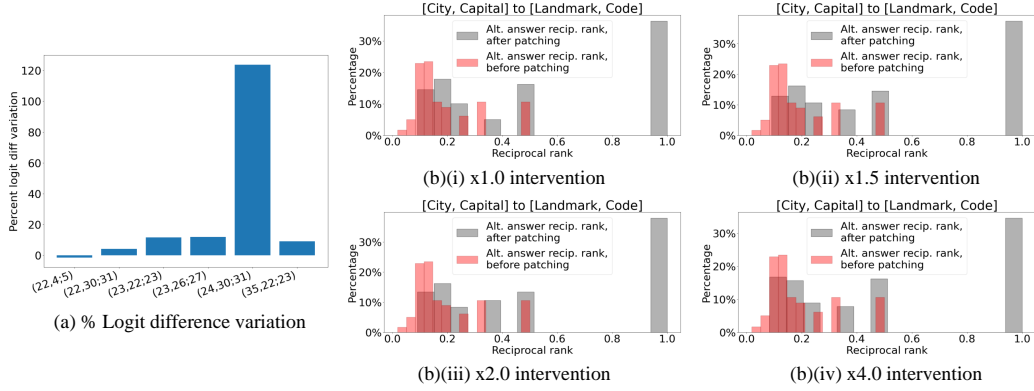 Percent logit diff variation
120
100
80
60
40
20
0
(22,4;5)
(22,30;31)
(23,22;23)
(23,26;27)
(24,30;31)
(35,22;23)
(a) % Logit difference variation
[City, Capital] to [Landmark, Code]
Percentage
30%
20%
10%
0%
Alt. answer recip. rank,
after patching
Alt. answer recip. rank,
before patching
0.0 0.2 0.4 0.6 0.8 1.0
Reciprocal rank
(b)(i) x1.0 intervention
[City, Capital] to [Landmark, Code]
Percentage
30%
20%
10%
0%
Alt. answer recip. rank,
after patching
Alt. answer recip. rank,
before patching
0.0 0.2 0.4 0.6 0.8 1.0
Reciprocal rank
(b)(ii) x1.5 intervention
[City, Capital] to [Landmark, Code]
Percentage
30%
20%
10%
0%
Alt. answer recip. rank,
after patching
Alt. answer recip. rank,
before patching
0.0 0.2 0.4 0.6 0.8 1.0
Reciprocal rank
(b)(iii) x2.0 intervention
[City, Capital] to [Landmark, Code]
Percentage
30%
20%
10%
0%
Alt. answer recip. rank,
after patching
Alt. answer recip. rank,
before patching
0.0 0.2 0.4 0.6 0.8 1.0
Reciprocal rank
(b)(iv) x4.0 intervention